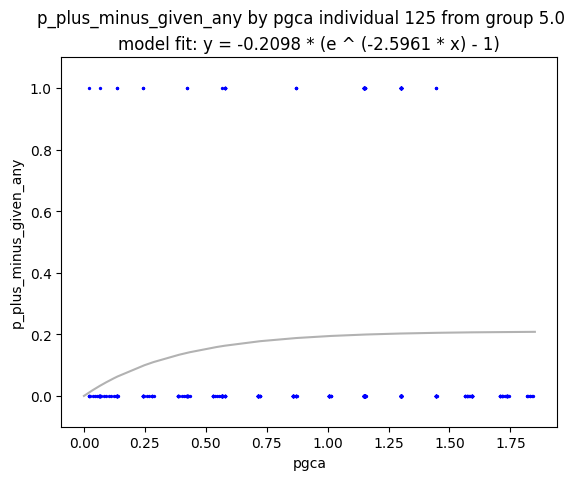 p_plus_minus_given_any by pgca individual 125 from group 5.0
model fit: y = -0.2098 * (e ^ (-2.5961 * x) - 1)
1.0
0.8
0.6
0.4
0.2
0.0
p_plus_minus_given_any
0.00 0.25 0.50 0.75 1.00 1.25 1.50 1.75
pgca